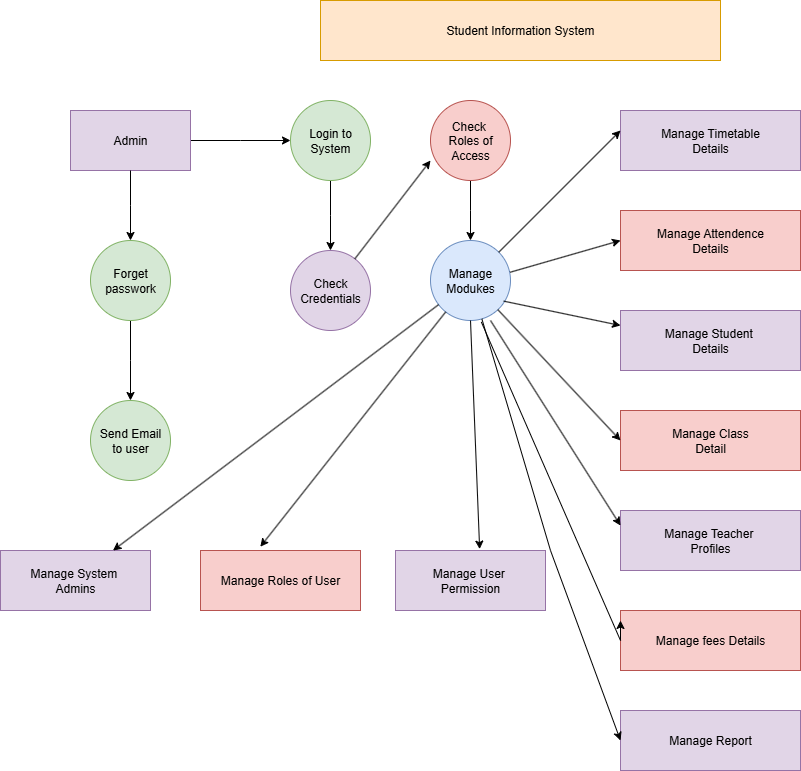 Student Information System
Admin
Login to
System
Check
Roles of
Access
Manage Timetable
Details
Manage Attendence
Details
Forget
passwork
Check
Credentials
Manage
Modukes
Manage Student
Details
Send Email
to user
Manage Class
Detail
Manage Teacher
Profiles
Manage System
Admins
Manage Roles of User
Manage User
Permission
Manage fees Details
Manage Report